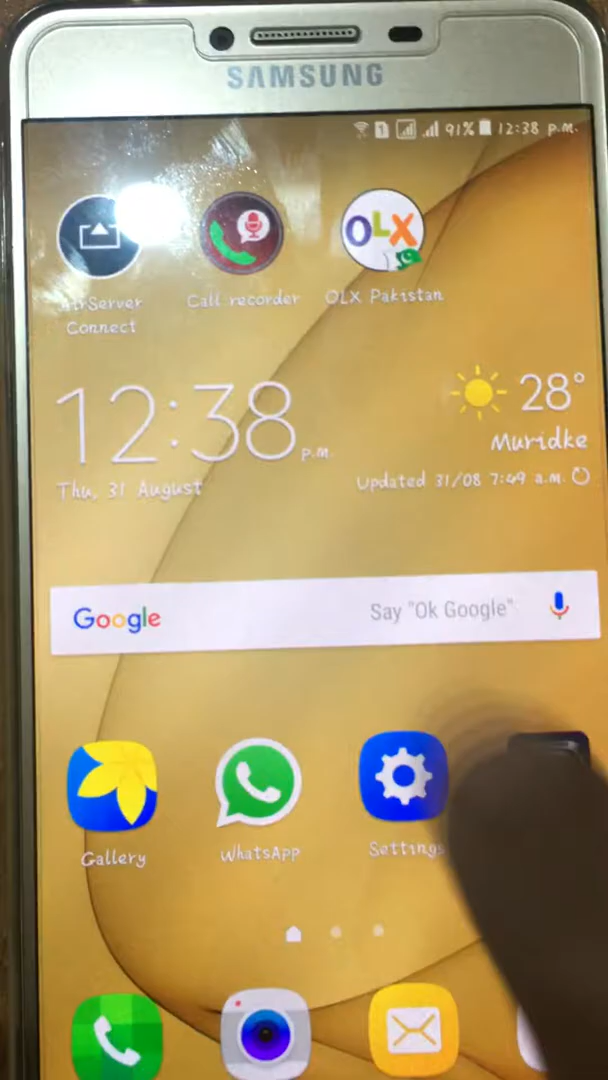 SAMSUNG
91% 12:38 p.m.
OLX
AirServer
Connect
Call recorder
OLX Pakistan
12:38 p.m.
Thu, 31 August
28°
Muridke
Updated 31/08 7:49 a.m.
Google
Say "Ok Google"
Gallery
WhatsApp
Settings